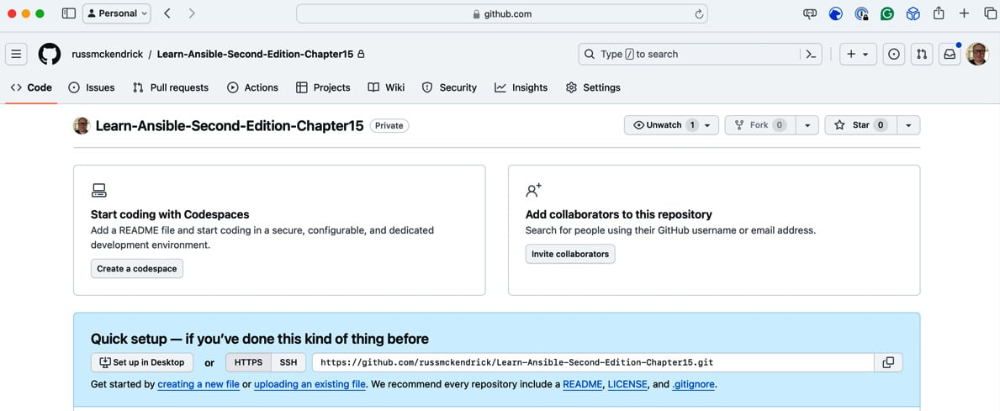 Personal
github.com
russmckendrick / Learn-Ansible-Second-Edition-Chapter15
Type / to search
Code Issues Pull requests Actions Projects Wiki Security Insights Settings
Learn-Ansible-Second-Edition-Chapter15 Private Unwatch 1 Fork 0 Star 0
Start coding with Codespaces
Add a README file and start coding in a secure, configurable, and dedicated
development environment.
Create a codespace
Add collaborators to this repository
Search for people using their GitHub username or email address.
Invite collaborators
Quick setup — if you’ve done this kind of thing before
Set up in Desktop or HTTPS SSH https://github.com/russmckendrick/Learn-Ansible-Second-Edition-Chapter15.git
Get started by creating a new file or uploading an existing file. We recommend every repository include a README, LICENSE, and .gitignore.